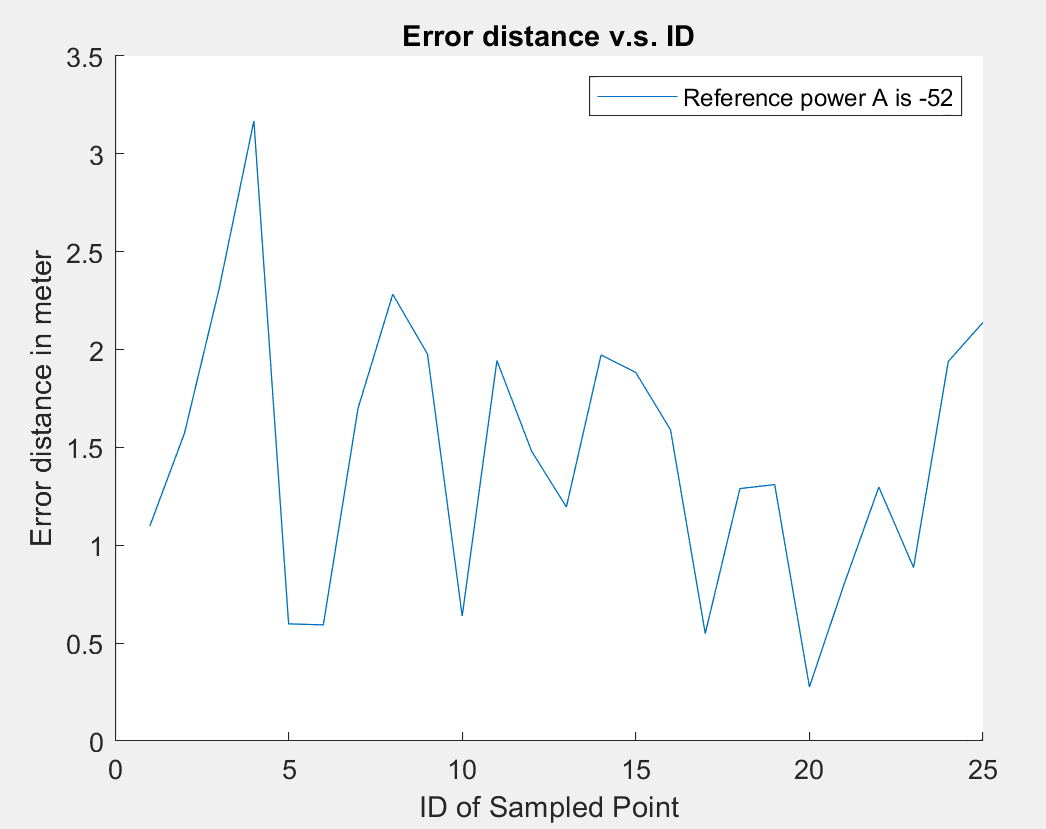 Error distance v.s. ID
Reference power A is -52
Error distance in meter
3.5
3
2.5
2
1.5
1
0.5
0
0 5 10 15 20 25
ID of Sampled Point